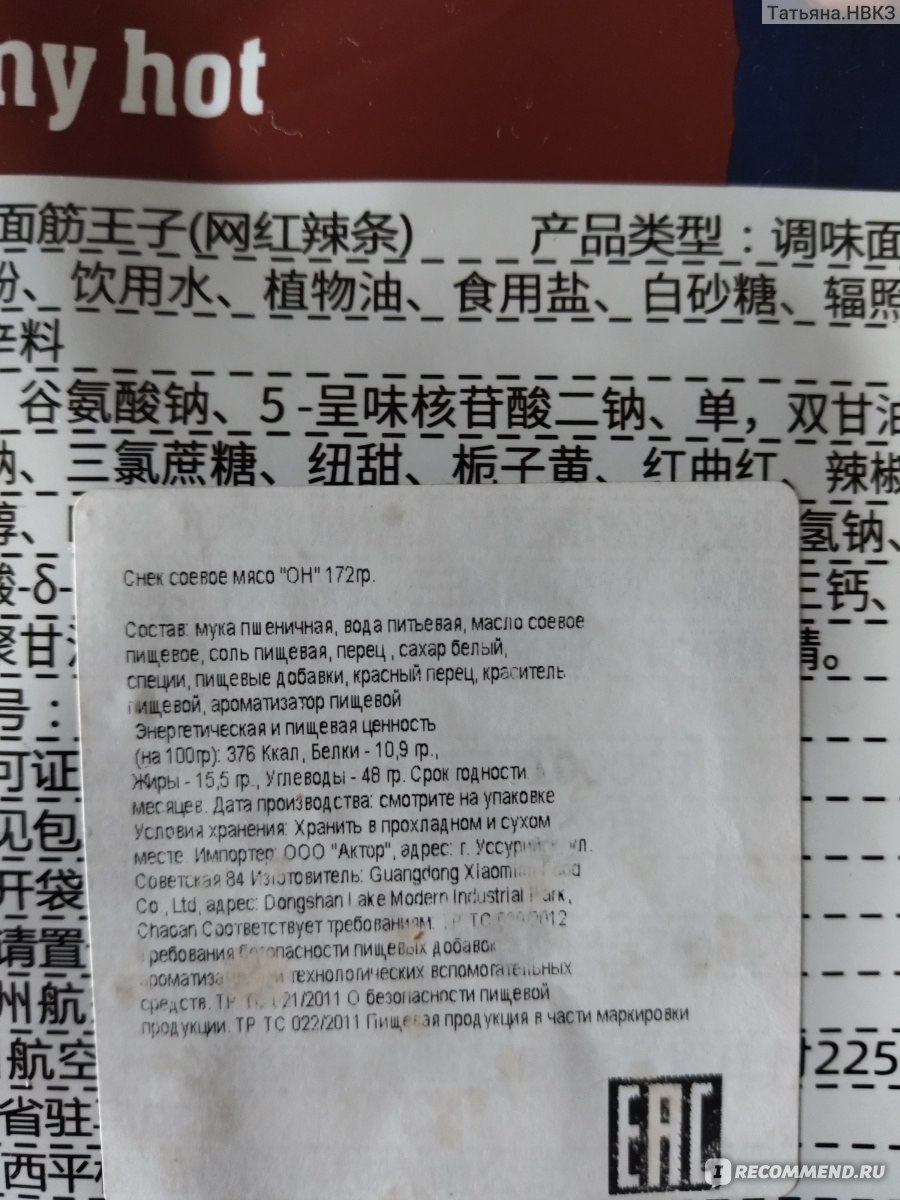 Татьяна.НВКЗ
my hot
面筋王子(网红辣条) 产品类型：调味面
粉、饮用水、植物油、食用盐、白砂糖、辐照
辛料
谷氨酸钠、5-呈味核苷酸二钠、单，双甘油
钠、三氯蔗糖、纽甜、栀子黄、红曲红、辣椒
醇、
氢钠、
酸-δ-
三钙、
聚甘油
精。
号：
可证
见包
开袋
请置
州航
航空
225
省驻
西平
Снек соевое мясо "ОН" 172гр.
Состав: мука пшеничная, вода питьевая, масло соевое
пищевое, соль пищевая, перец , сахар белый,
специи, пищевые добавки, красный перец, краситель
пищевой, ароматизатор пищевой
Энергетическая и пищевая ценность
(на 100гр): 376 Ккал, Белки - 10,9 гр.,
Жиры - 15,5 гр., Углеводы - 48 гр. Срок годности
месяцев. Дата производства: смотрите на упаковке
Условия хранения: Хранить в прохладном и сухом
месте. Импортер: ООО "Актор", адрес: г. Уссурийск ул.
Советская 84 Изготовитель: Guangdong Food
Co., Ltd, адрес: Dongshan Lake Modern Industrial Park,
Chaoan Соответствует требованиям. ТР ТС 029/2012
Требования безопасности пищевых добавок
ароматизаторов и технологических вспомогательных
средств. ТР ТС 021/2011 О безопасности пищевой
продукции. ТР ТС 022/2011 Пищевая продукция в части маркировки
EAC
RECOMMEND.RU